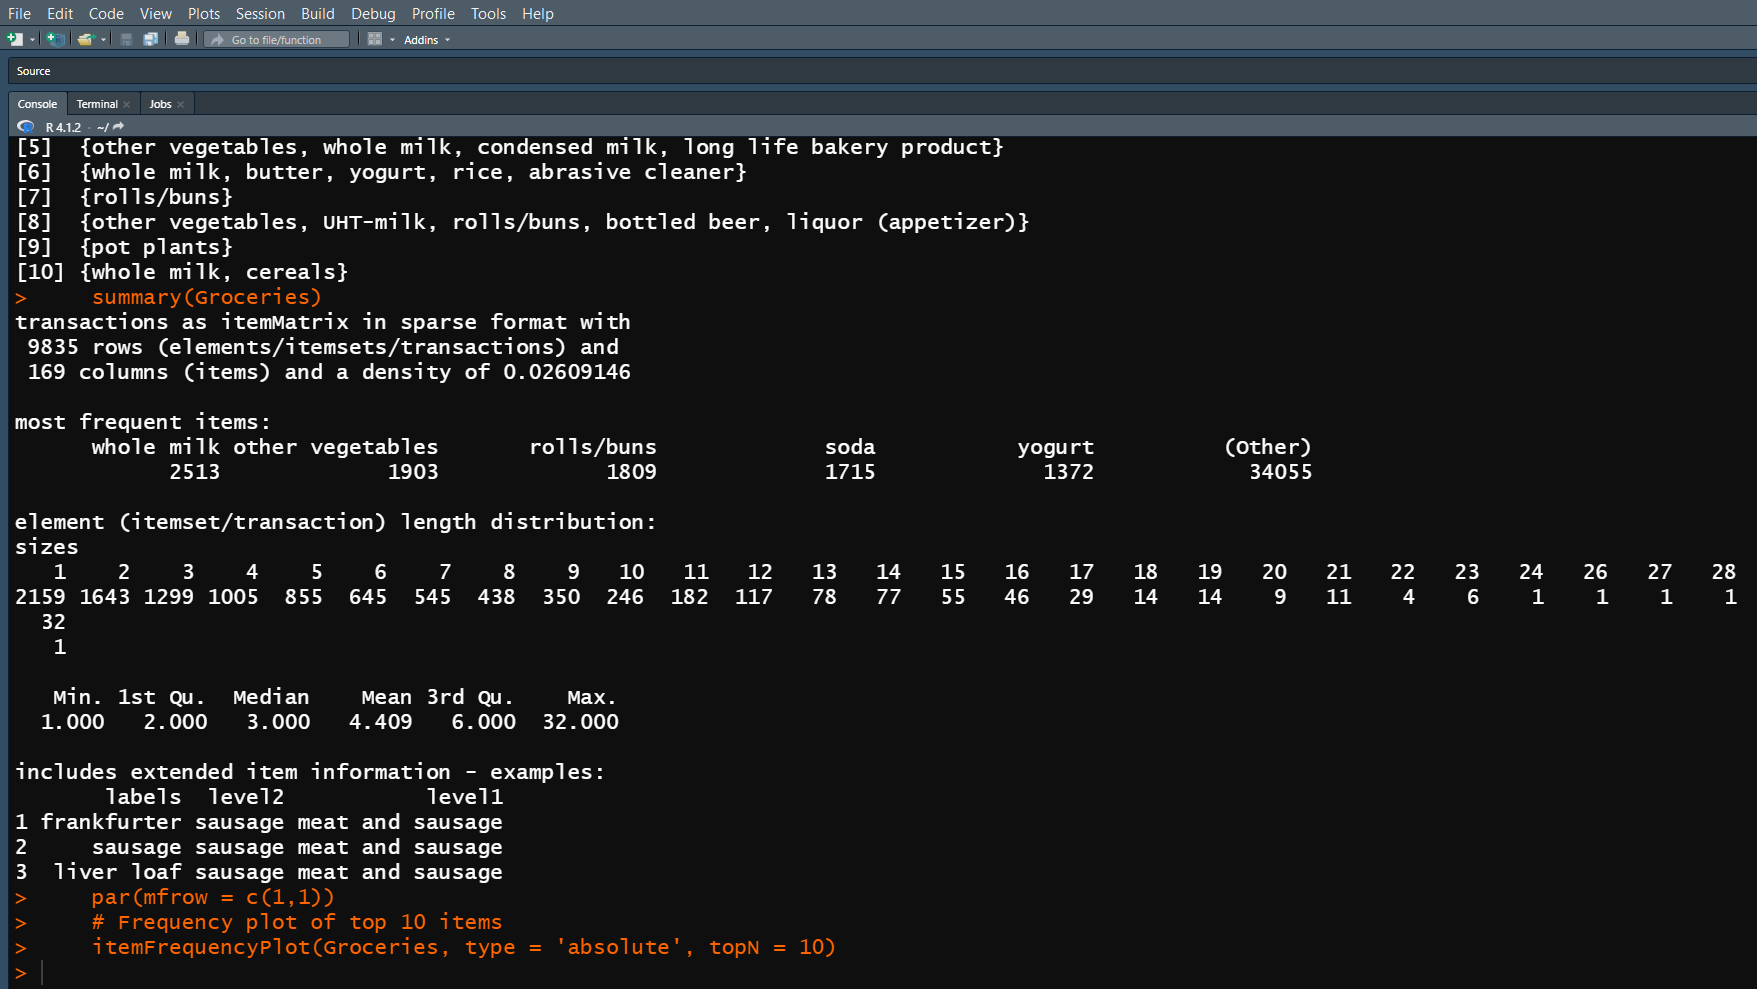 File Edit Code View Plots Session Build Debug Profile Tools Help
Go to file/function Addins
Source
Console Terminal Jobs
R 4.1.2 · ~/
[5]  {other vegetables, whole milk, condensed milk, long life bakery product}
[6]  {whole milk, butter, yogurt, rice, abrasive cleaner}
[7]  {rolls/buns}
[8]  {other vegetables, UHT-milk, rolls/buns, bottled beer, liquor (appetizer)}
[9]  {pot plants}
[10] {whole milk, cereals}
>     summary(Groceries)
transactions as itemMatrix in sparse format with
 9835 rows (elements/itemsets/transactions) and
 169 columns (items) and a density of 0.02609146
most frequent items:
      whole milk other vegetables       rolls/buns             soda           yogurt          (Other)
            2513             1903             1809             1715             1372            34055
element (itemset/transaction) length distribution:
sizes
   1    2    3    4    5    6    7    8    9   10   11   12   13   14   15   16   17   18   19   20   21   22   23   24   26   27   28
2159 1643 1299 1005  855  645  545  438  350  246  182  117   78   77   55   46   29   14   14    9   11    4    6    1    1    1    1
  32
   1
   Min. 1st Qu.  Median    Mean 3rd Qu.    Max.
  1.000   2.000   3.000   4.409   6.000  32.000
includes extended item information - examples:
       labels  level2           level1
1 frankfurter sausage meat and sausage
2     sausage sausage meat and sausage
3  liver loaf sausage meat and sausage
>     par(mfrow = c(1,1))
>     # Frequency plot of top 10 items
>     itemFrequencyPlot(Groceries, type = 'absolute', topN = 10)
>